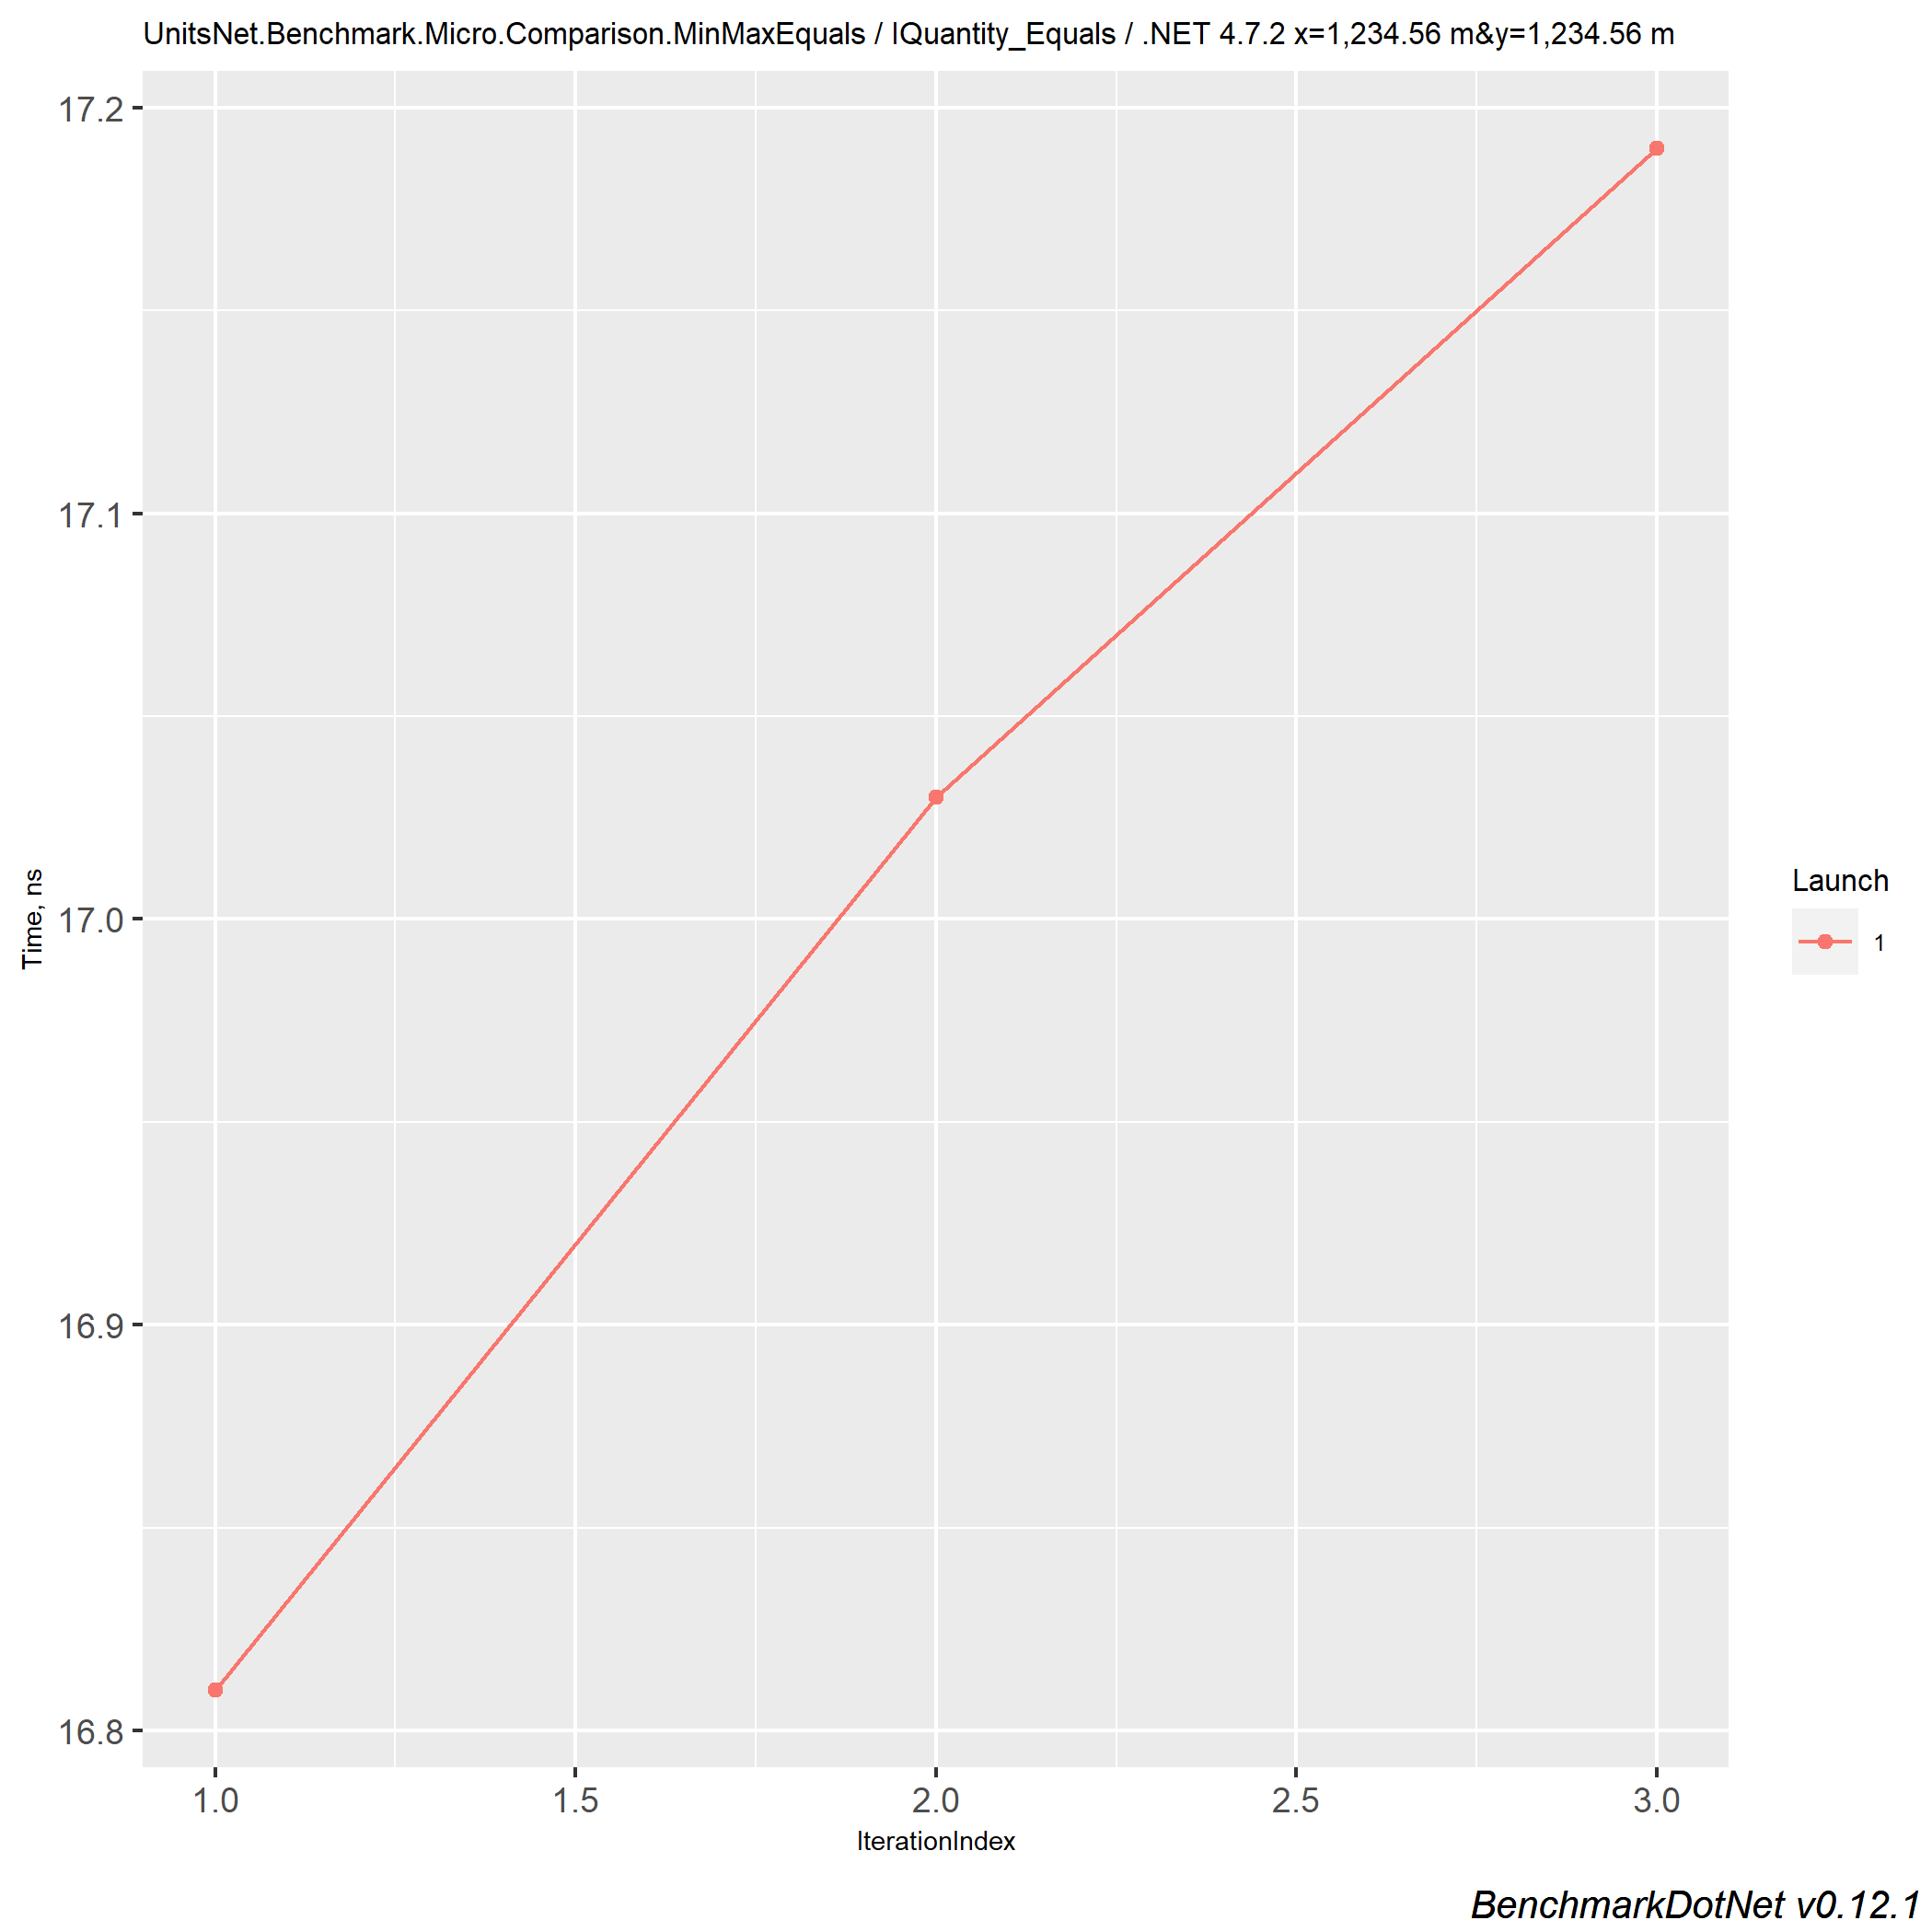 UnitsNet.Benchmark.Micro.Comparison.MinMaxEquals / IQuantity_Equals / .NET 4.7.2 x=1,234.56 m&y=1,234.56 m
17.2
17.1
17.0
16.9
16.8
Time, ns
1.0 1.5 2.0 2.5 3.0
IterationIndex
Launch
1
BenchmarkDotNet v0.12.1